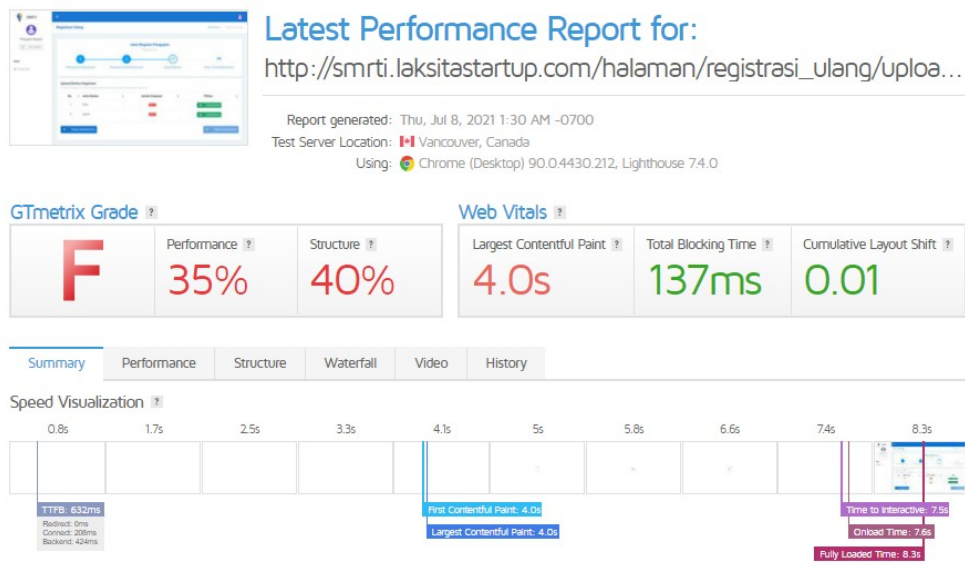 Latest Performance Report for:
http://smrti.laksitastartup.com/halaman/registrasi_ulang/uploa...
Report generated: Thu, Jul 8, 2021 1:30 AM -0700
Test Server Location: Vancouver, Canada
Using: Chrome (Desktop) 90.0.4430.212, Lighthouse 7.4.0
GTmetrix Grade ?
Web Vitals ?
F
Performance ?
35%
Structure ?
40%
Largest Contentful Paint ?
4.0s
Total Blocking Time ?
137ms
Cumulative Layout Shift ?
0.01
Summary Performance Structure Waterfall Video History
Speed Visualization ?
0.8s 1.7s 2.5s 3.3s 4.1s 5s 5.8s 6.6s 7.4s 8.3s
TTFB: 632ms
Redirect: 0ms
Connect: 208ms
Backend: 424ms
First Contentful Paint: 4.0s
Largest Contentful Paint: 4.0s
Time to Interactive: 7.5s
Onload Time: 7.6s
Fully Loaded Time: 8.3s